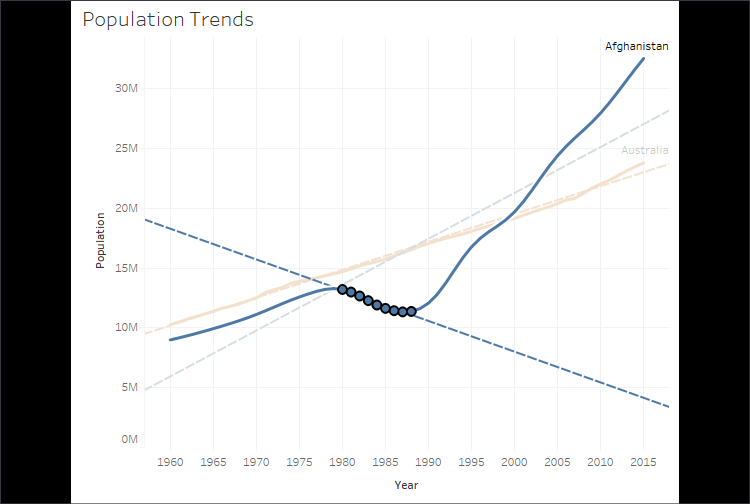 Population Trends
Afghanistan
30M
25M
Australia
20M
Population
15M
10M
5M
0M
1960 1965 1970 1975 1980 1985 1990 1995 2000 2005 2010 2015
Year